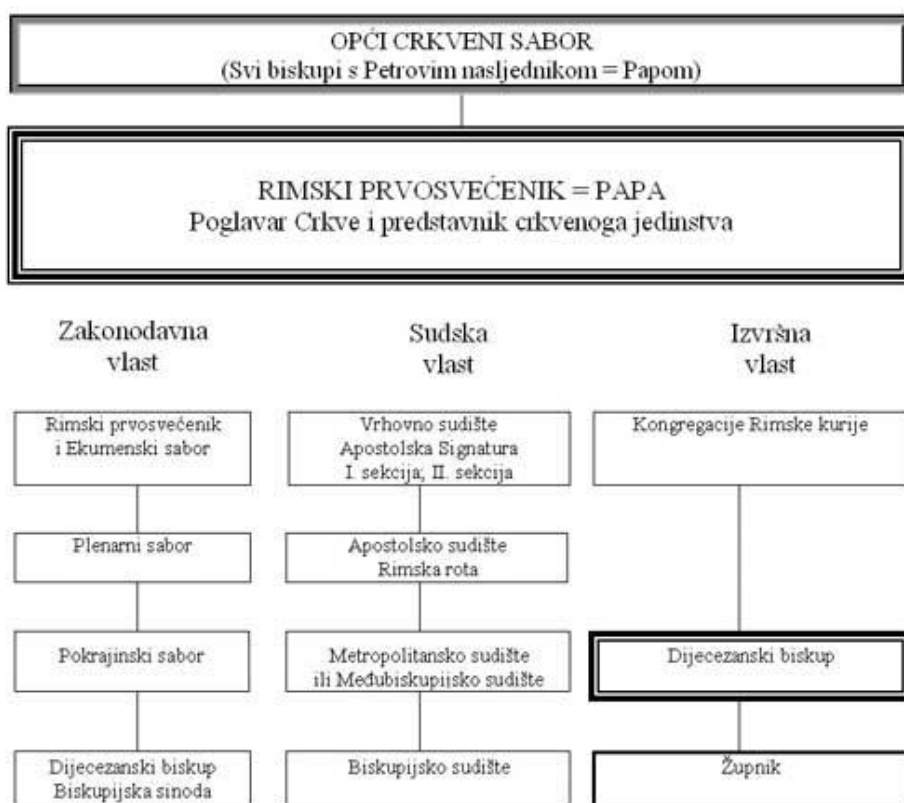 OPĆI CRKVENI SABOR
(Svi biskupi s Petrovim nasljednikom = Papom)
RIMSKI PRVOSVEĆENIK = PAPA
Poglavar Crkve i predstavnik crkvenoga jedinstva
Zakonodavna
vlast
Rimski prvosvećenik
i Ekumenski sabor
Plenarni sabor
Pokrajinski sabor
Dijecezanski biskup
Biskupijska sinoda
Sudska
vlast
Vrhovno sudište
Apostolska Signatura
I. sekcija; II. sekcija
Apostolsko sudište
Rimska rota
Metropolitansko sudište
ili Međubiskupijsko sudište
Biskupijsko sudište
Izvršna
vlast
Kongregacije Rimske kurije
Dijecezanski biskup
Župnik